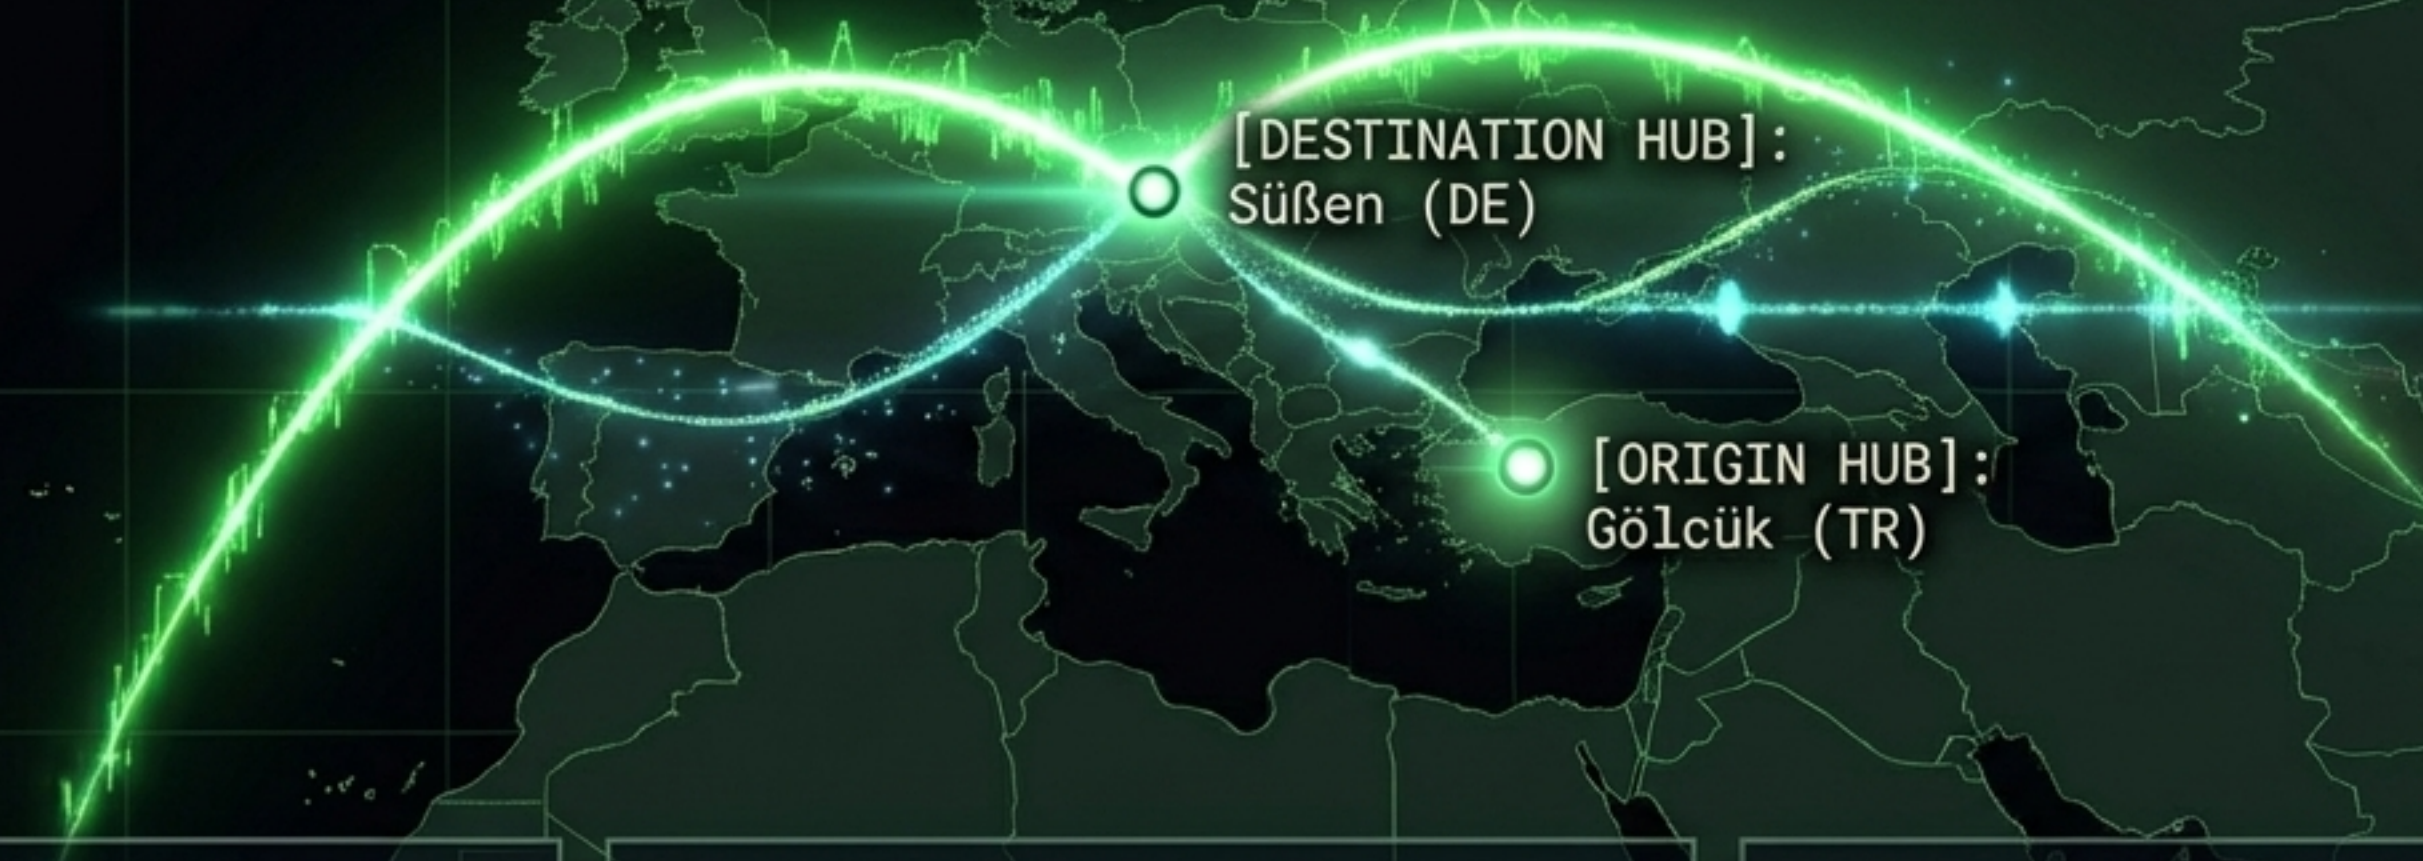 [DESTINATION HUB]:
Süßen (DE)
[ORIGIN HUB]:
Gölcük (TR)